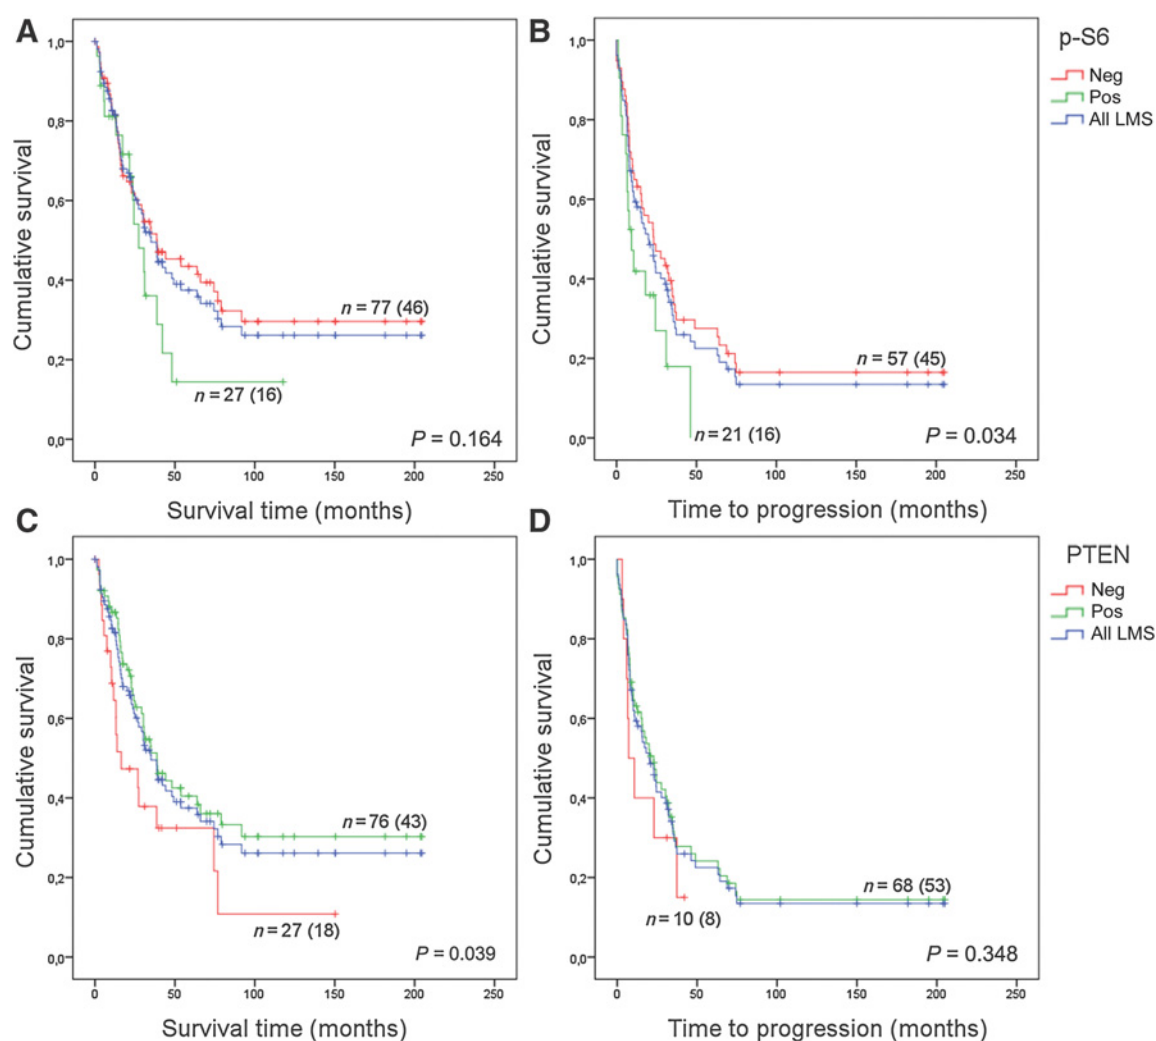 A
Cumulative survival
1,0
0,8
0,6
0,4
0,2
0,0
n = 77 (46)
n = 27 (16)
P = 0.164
0 50 100 150 200 250
Survival time (months)
B
Cumulative survival
1,0
0,8
0,6
0,4
0,2
0,0
n = 57 (45)
n = 21 (16)
P = 0.034
0 50 100 150 200 250
Time to progression (months)
p-S6
Neg
Pos
All LMS
C
Cumulative survival
1,0
0,8
0,6
0,4
0,2
0,0
n = 76 (43)
n = 27 (18)
P = 0.039
0 50 100 150 200 250
Survival time (months)
D
Cumulative survival
1,0
0,8
0,6
0,4
0,2
0,0
n = 68 (53)
n = 10 (8)
P = 0.348
0 50 100 150 200 250
Time to progression (months)
PTEN
Neg
Pos
All LMS